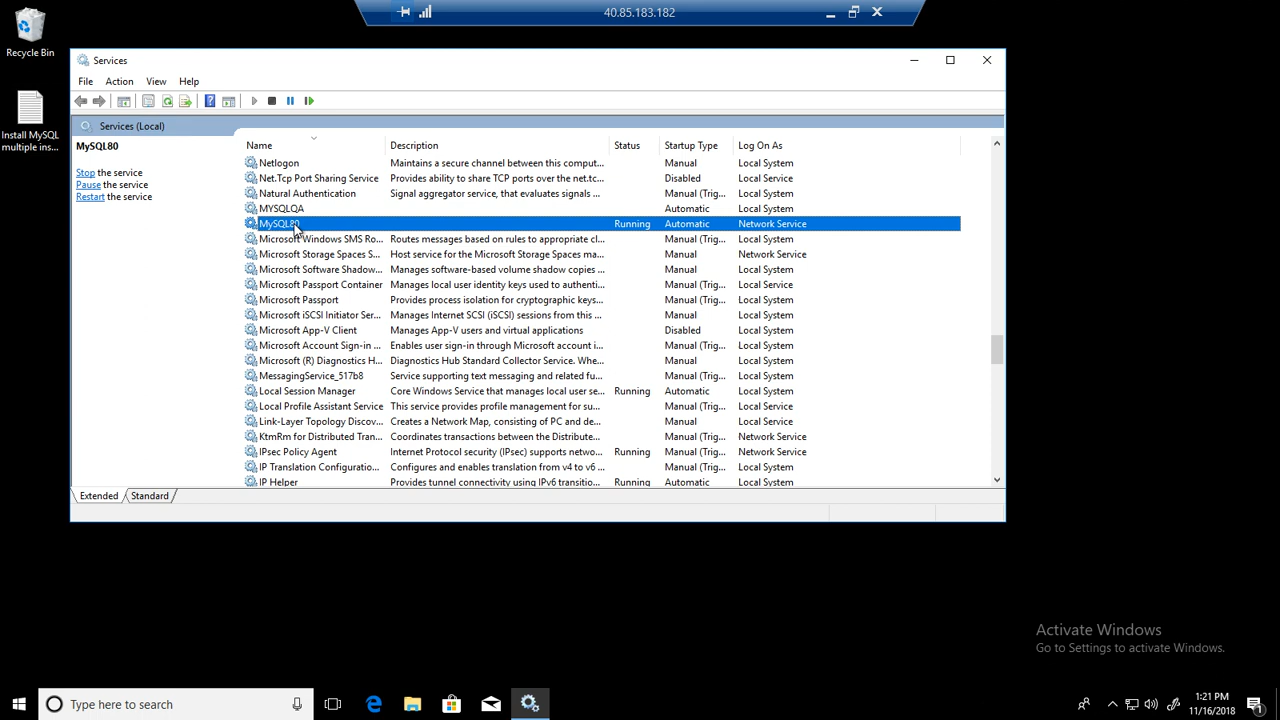 40.85.183.182
Recycle Bin
Install MySQL
multiple ins...
Services
File Action View Help
Services (Local)
MySQL80
Stop the service
Pause the service
Restart the service
Name Description Status Startup Type Log On As
Netlogon Maintains a secure channel between this comput... Manual Local System
Net.Tcp Port Sharing Service Provides ability to share TCP ports over the net.tc... Disabled Local Service
Natural Authentication Signal aggregator service, that evaluates signals ... Manual (Trig... Local System
MYSQLQA Automatic Local System
MySQL80 Running Automatic Network Service
Microsoft Windows SMS Ro... Routes messages based on rules to appropriate cl... Manual (Trig... Local System
Microsoft Storage Spaces S... Host service for the Microsoft Storage Spaces ma... Manual Network Service
Microsoft Software Shadow... Manages software-based volume shadow copies ... Manual Local System
Microsoft Passport Container Manages local user identity keys used to authenti... Manual (Trig... Local Service
Microsoft Passport Provides process isolation for cryptographic keys... Manual (Trig... Local System
Microsoft iSCSI Initiator Ser... Manages Internet SCSI (iSCSI) sessions from this ... Manual Local System
Microsoft App-V Client Manages App-V users and virtual applications Disabled Local System
Microsoft Account Sign-in ... Enables user sign-in through Microsoft account i... Manual (Trig... Local System
Microsoft (R) Diagnostics H... Diagnostics Hub Standard Collector Service. Whe... Manual Local System
MessagingService_517b8 Service supporting text messaging and related fu... Manual (Trig... Local System
Local Session Manager Core Windows Service that manages local user se... Running Automatic Local System
Local Profile Assistant Service This service provides profile management for su... Manual (Trig... Local Service
Link-Layer Topology Discov... Creates a Network Map, consisting of PC and de... Manual Local Service
KtmRm for Distributed Tran... Coordinates transactions between the Distribute... Manual (Trig... Network Service
IPsec Policy Agent Internet Protocol security (IPsec) supports netwo... Running Manual (Trig... Network Service
IP Translation Configuratio... Configures and enables translation from v4 to v6 ... Manual (Trig... Local System
IP Helper Provides tunnel connectivity using IPv6 transitio... Running Automatic Local System
Extended Standard
Activate Windows
Go to Settings to activate Windows.
Type here to search
1:21 PM
11/16/2018
1